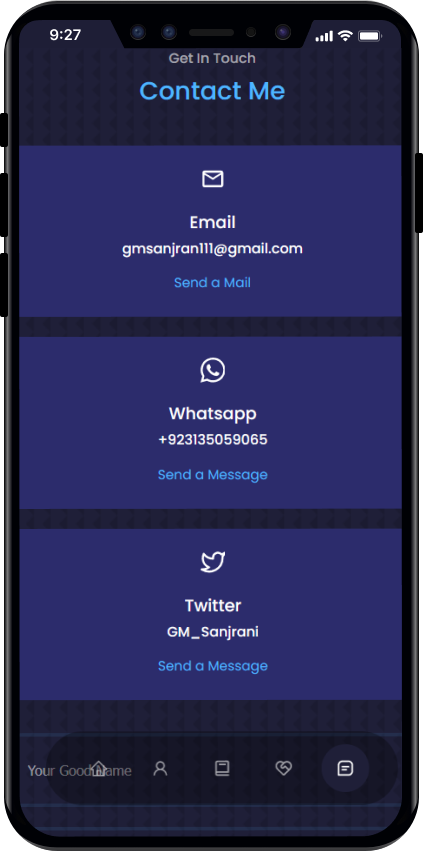 9:27
Get In Touch
Contact Me
Email
gmsanjran111@gmail.com
Send a Mail
Whatsapp
+923135059065
Send a Message
Twitter
GM_Sanjrani
Send a Message
Your Good Name